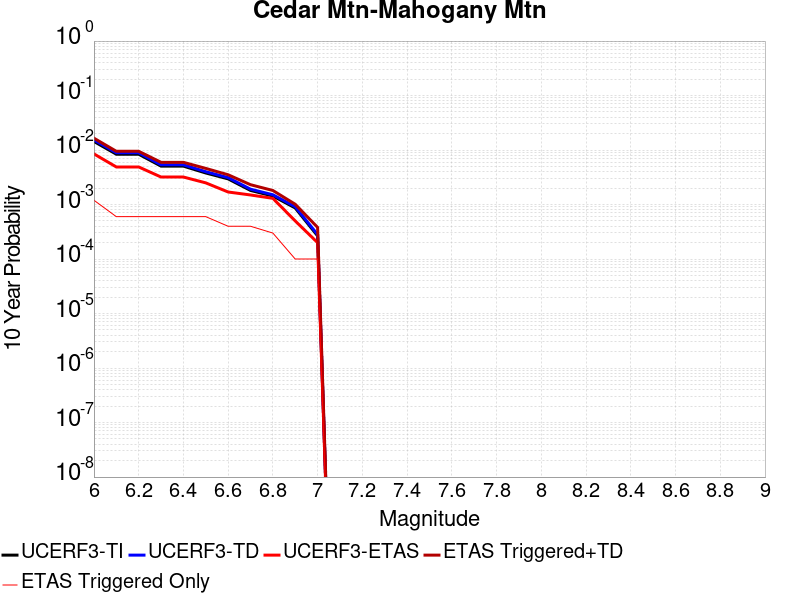 Cedar Mtn-Mahogany Mtn
10^0
10^-1
10^-2
10^-3
10^-4
10^-5
10^-6
10^-7
10^-8
10 Year Probability
6 6.2 6.4 6.6 6.8 7 7.2 7.4 7.6 7.8 8 8.2 8.4 8.6 8.8 9
Magnitude
UCERF3-TI UCERF3-TD UCERF3-ETAS ETAS Triggered+TD
ETAS Triggered Only